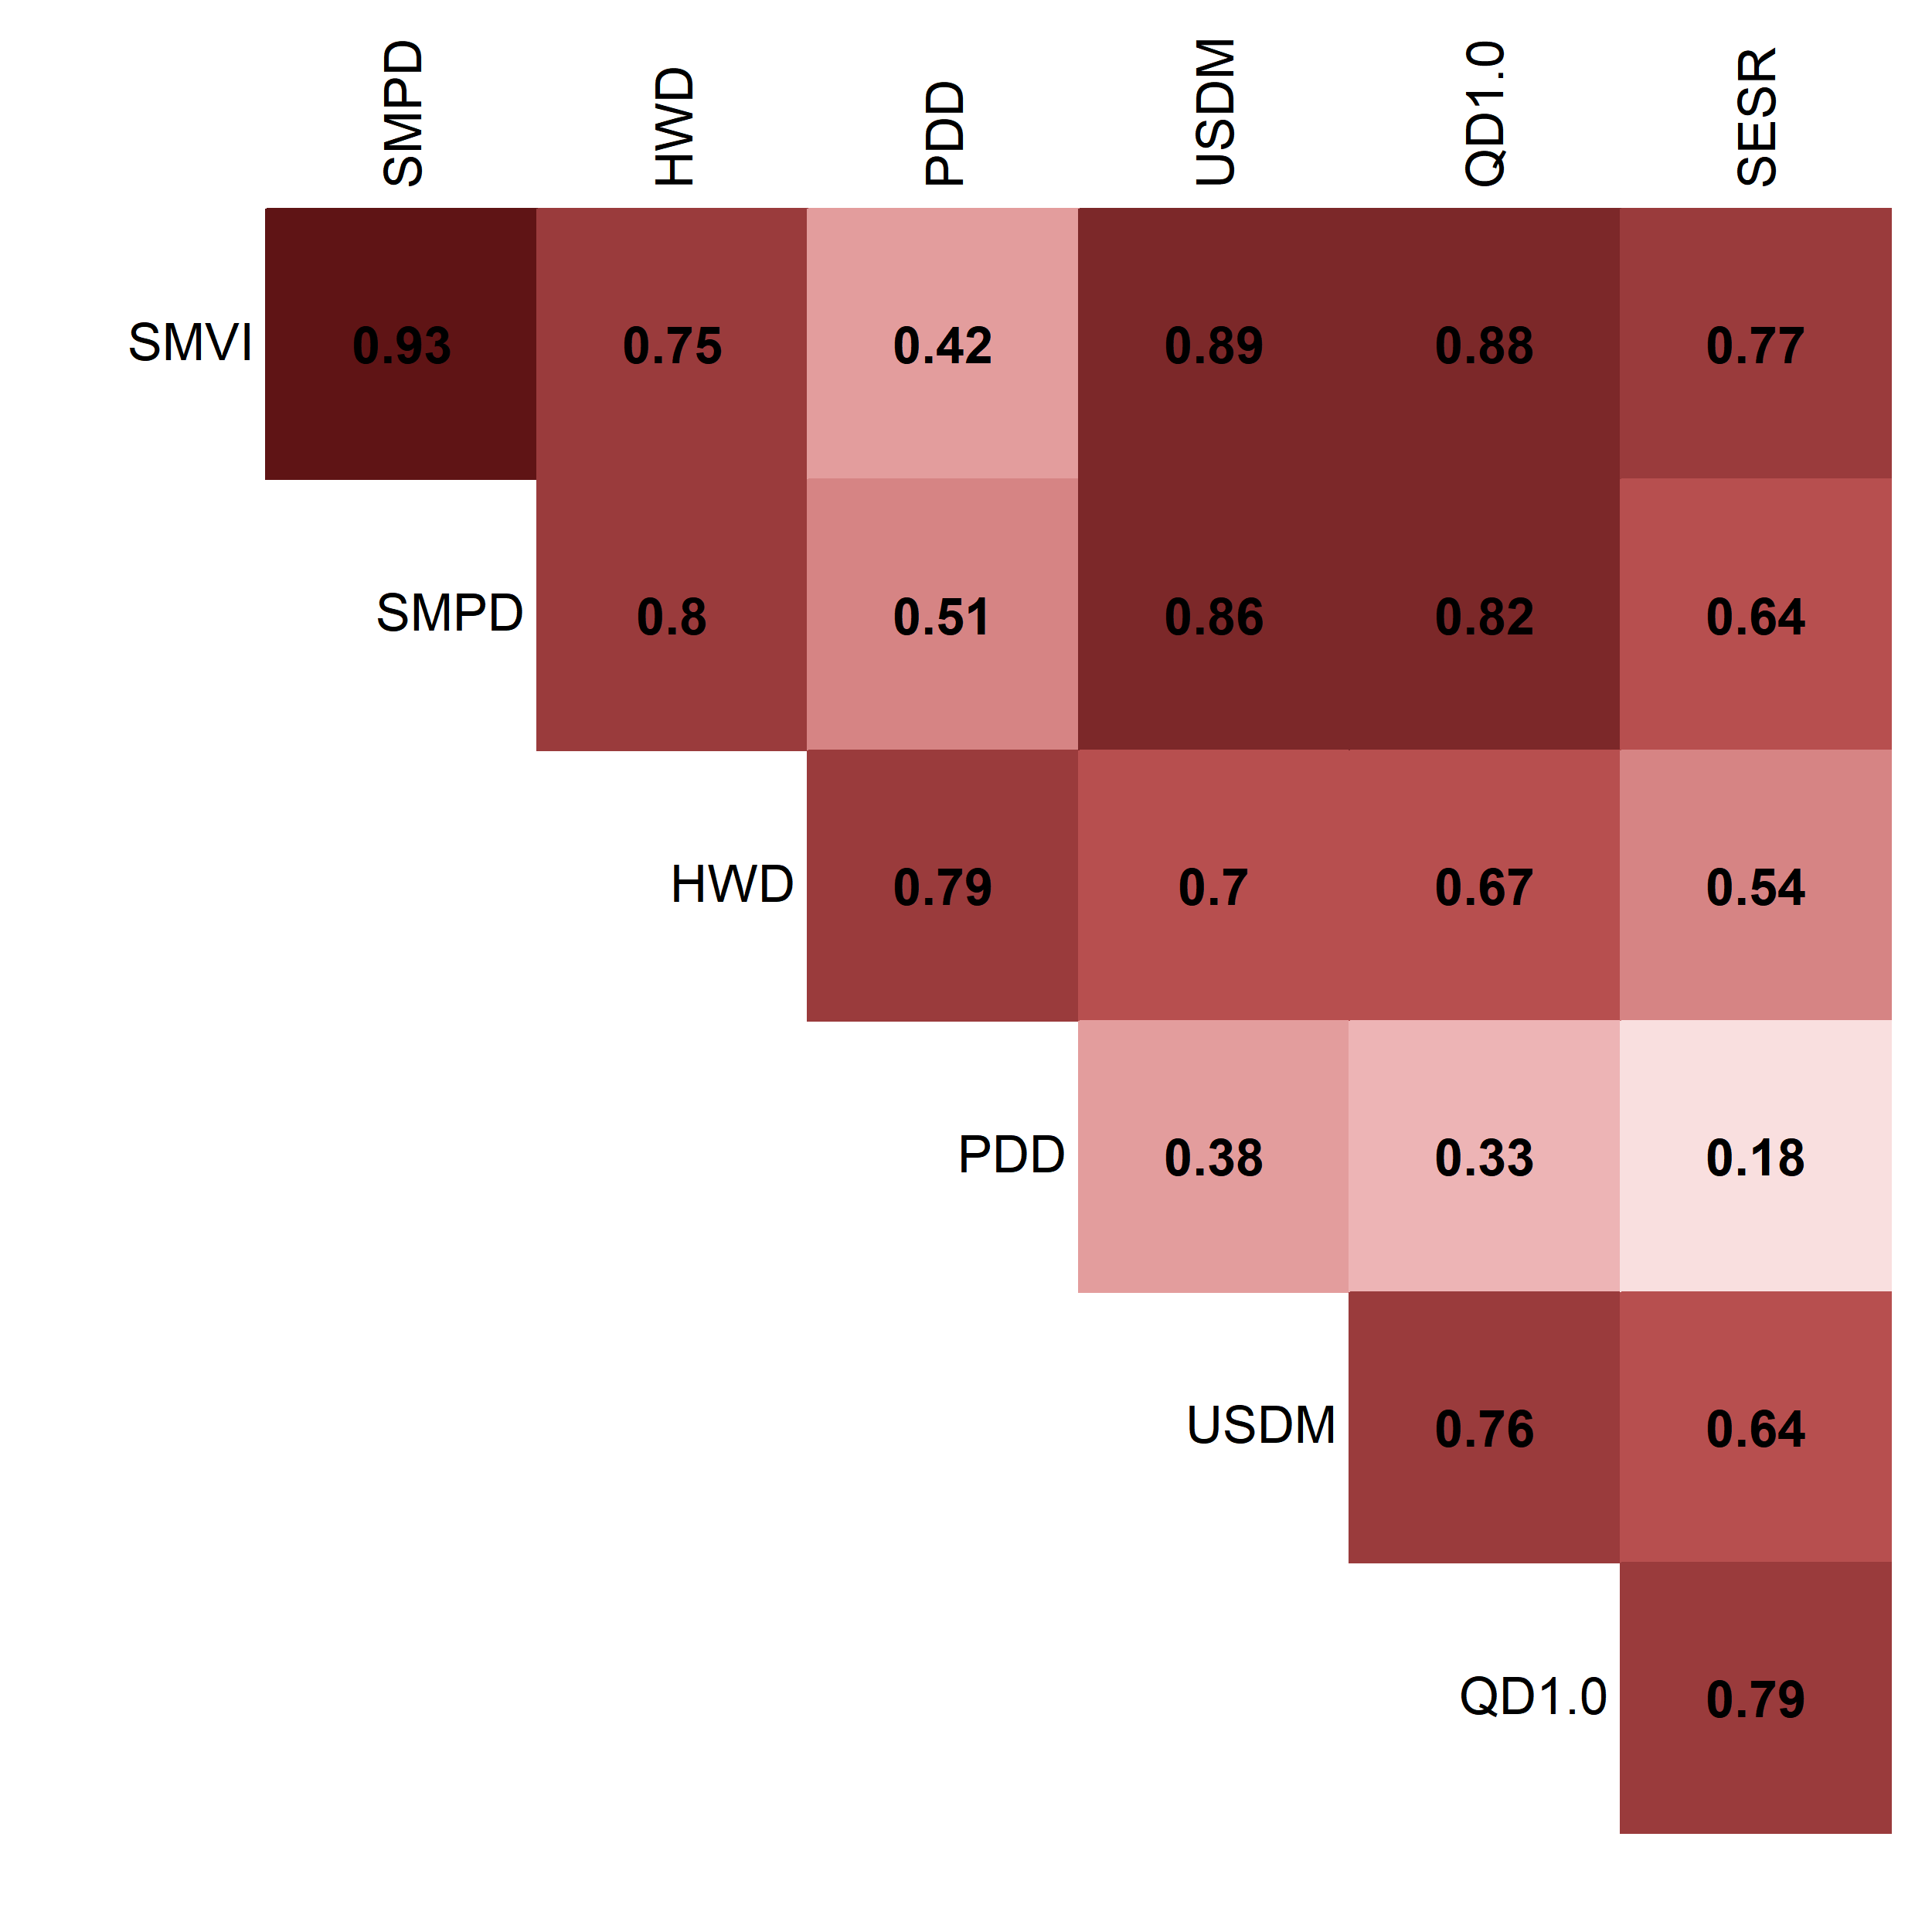 SMPD HWD PDD USDM QD1.0 SESR
SMVI 0.93 0.75 0.42 0.89 0.88 0.77
SMPD 0.8 0.51 0.86 0.82 0.64
HWD 0.79 0.7 0.67 0.54
PDD 0.38 0.33 0.18
USDM 0.76 0.64
QD1.0 0.79